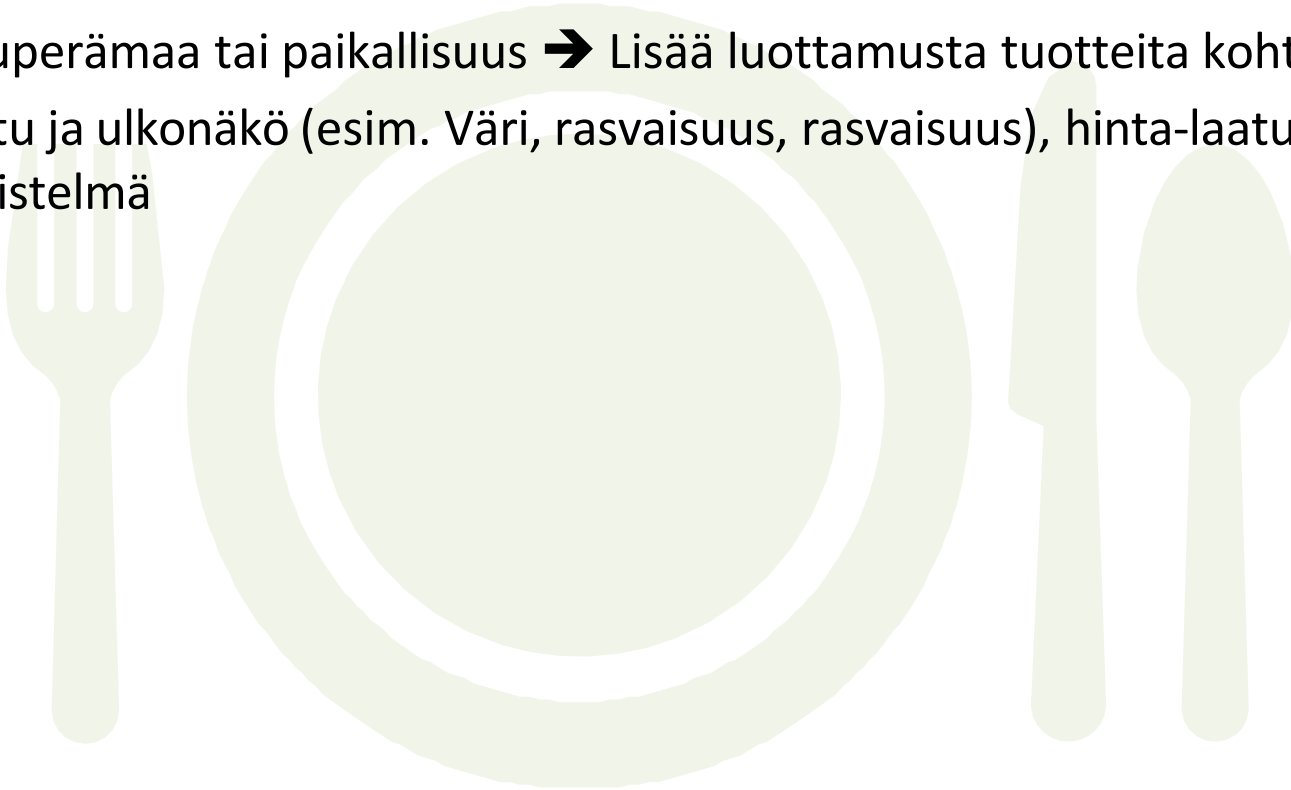 uperämaa tai paikallisuus ➔ Lisää luottamusta tuotteita koht
tu ja ulkonäkö (esim. Väri, rasvaisuus, rasvaisuus), hinta-laatu
istelmä